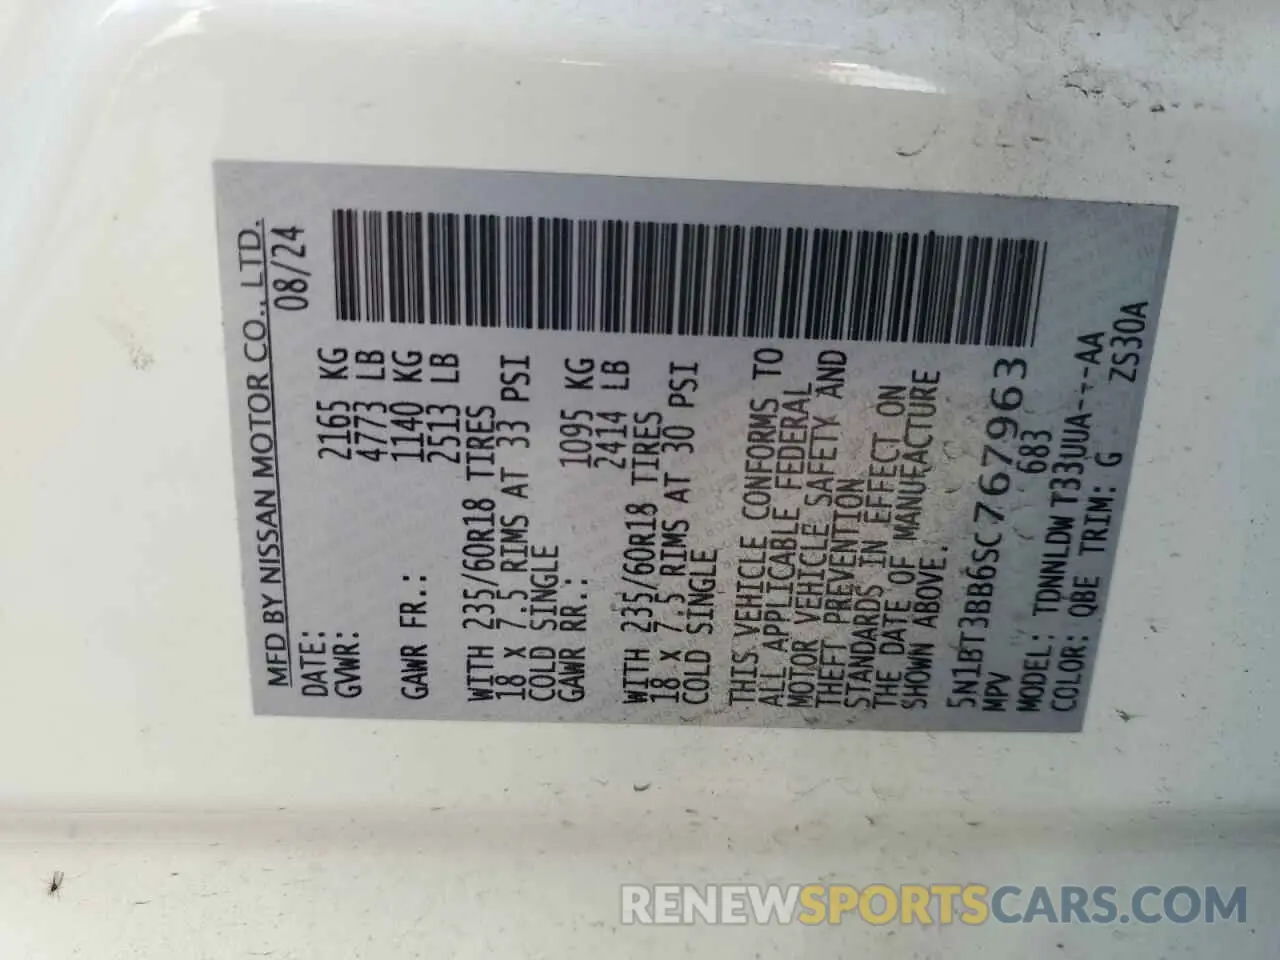 MFD BY NISSAN MOTOR CO., LTD.
DATE: 08/24
GVWR: 2165 KG
4773 LB
GAWR FR.: 1140 KG
2513 LB
WITH 235/60R18 TIRES
18 X 7.5 RIMS AT 33 PSI
COLD SINGLE
GAWR RR.: 1095 KG
2414 LB
WITH 235/60R18 TIRES
18 X 7.5 RIMS AT 30 PSI
COLD SINGLE
THIS VEHICLE CONFORMS TO
ALL APPLICABLE FEDERAL
MOTOR VEHICLE SAFETY AND
THEFT PREVENTION
STANDARDS IN EFFECT ON
THE DATE OF MANUFACTURE
SHOWN ABOVE.
5N1BT3BB6SC767963
MPV 683
MODEL: TDNNLDW T33UUA---AA
COLOR: QBE TRIM: G ZS30A
RENEWSPORTSCARS.COM